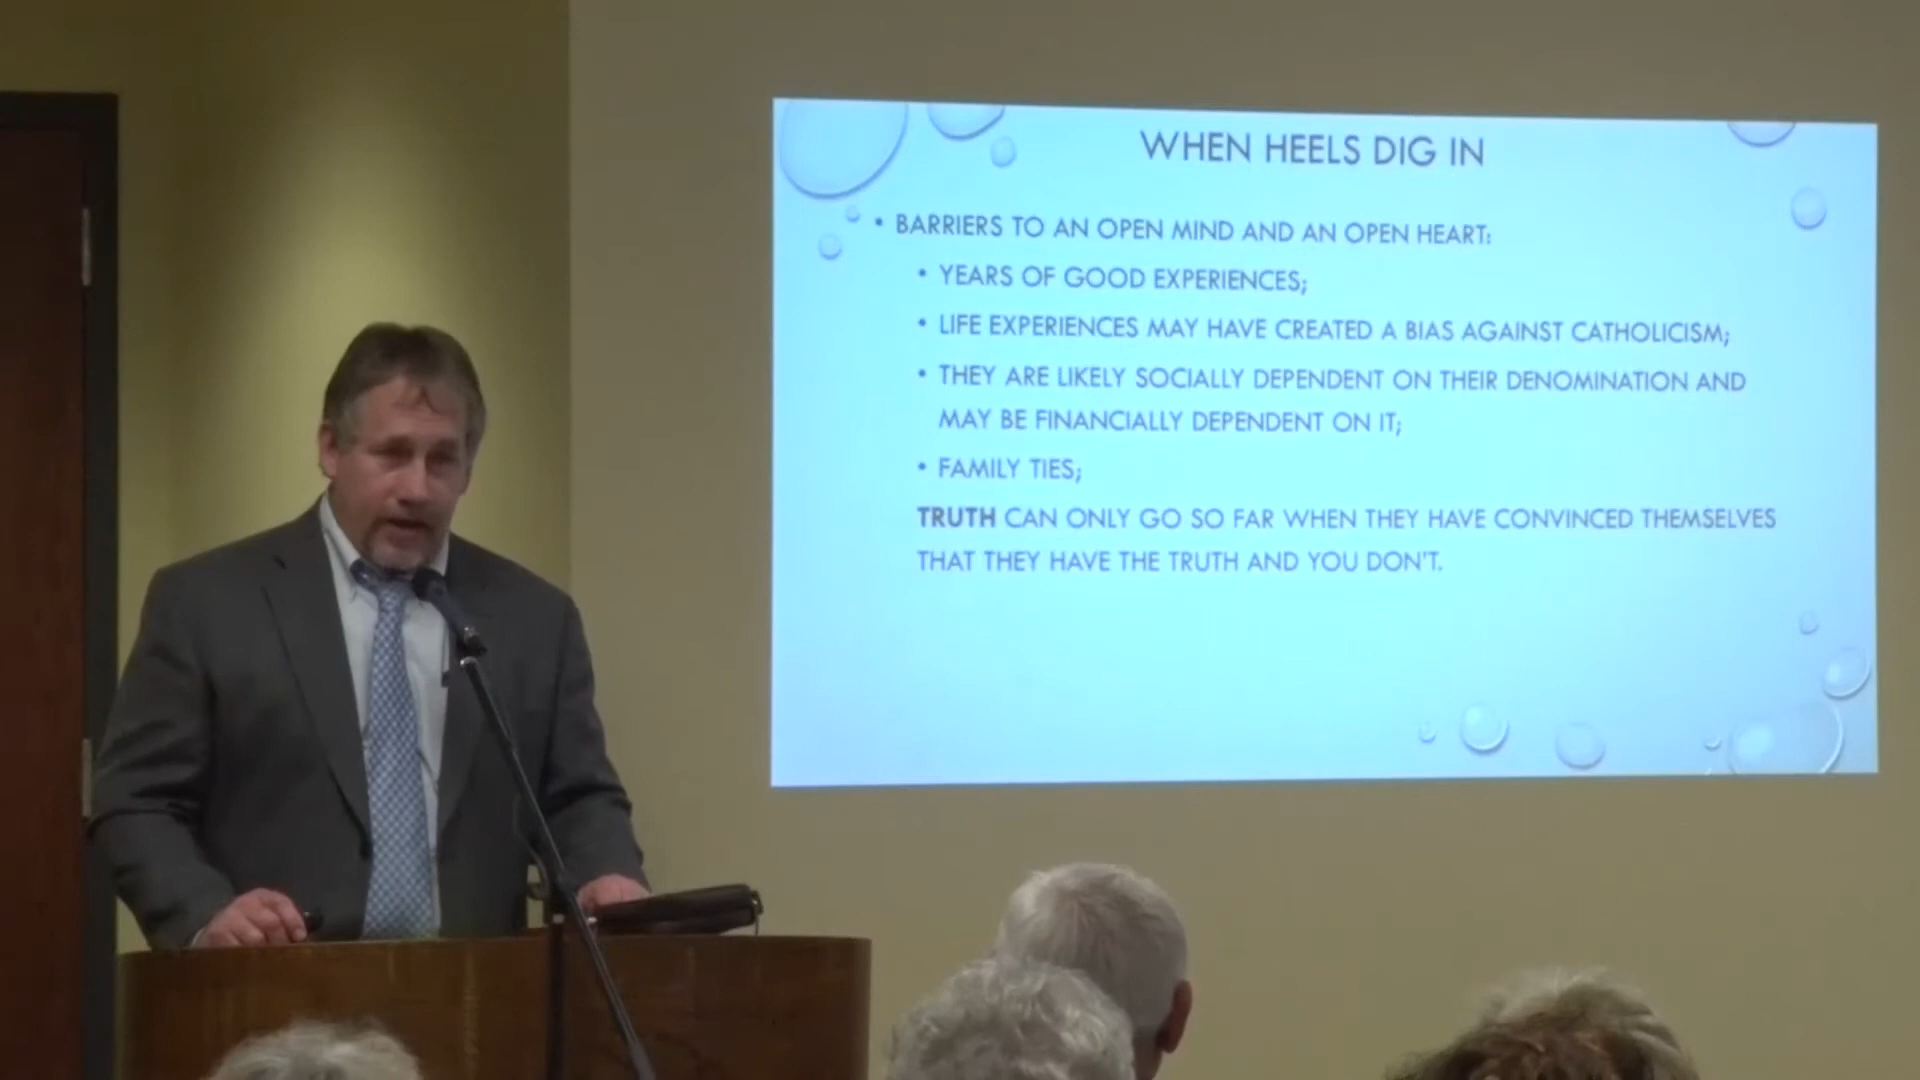 WHEN HEELS DIG IN
• BARRIERS TO AN OPEN MIND AND AN OPEN HEART:
• YEARS OF GOOD EXPERIENCES;
• LIFE EXPERIENCES MAY HAVE CREATED A BIAS AGAINST CATHOLICISM;
• THEY ARE LIKELY SOCIALLY DEPENDENT ON THEIR DENOMINATION AND
MAY BE FINANCIALLY DEPENDENT ON IT;
• FAMILY TIES;
TRUTH CAN ONLY GO SO FAR WHEN THEY HAVE CONVINCED THEMSELVES
THAT THEY HAVE THE TRUTH AND YOU DON'T.